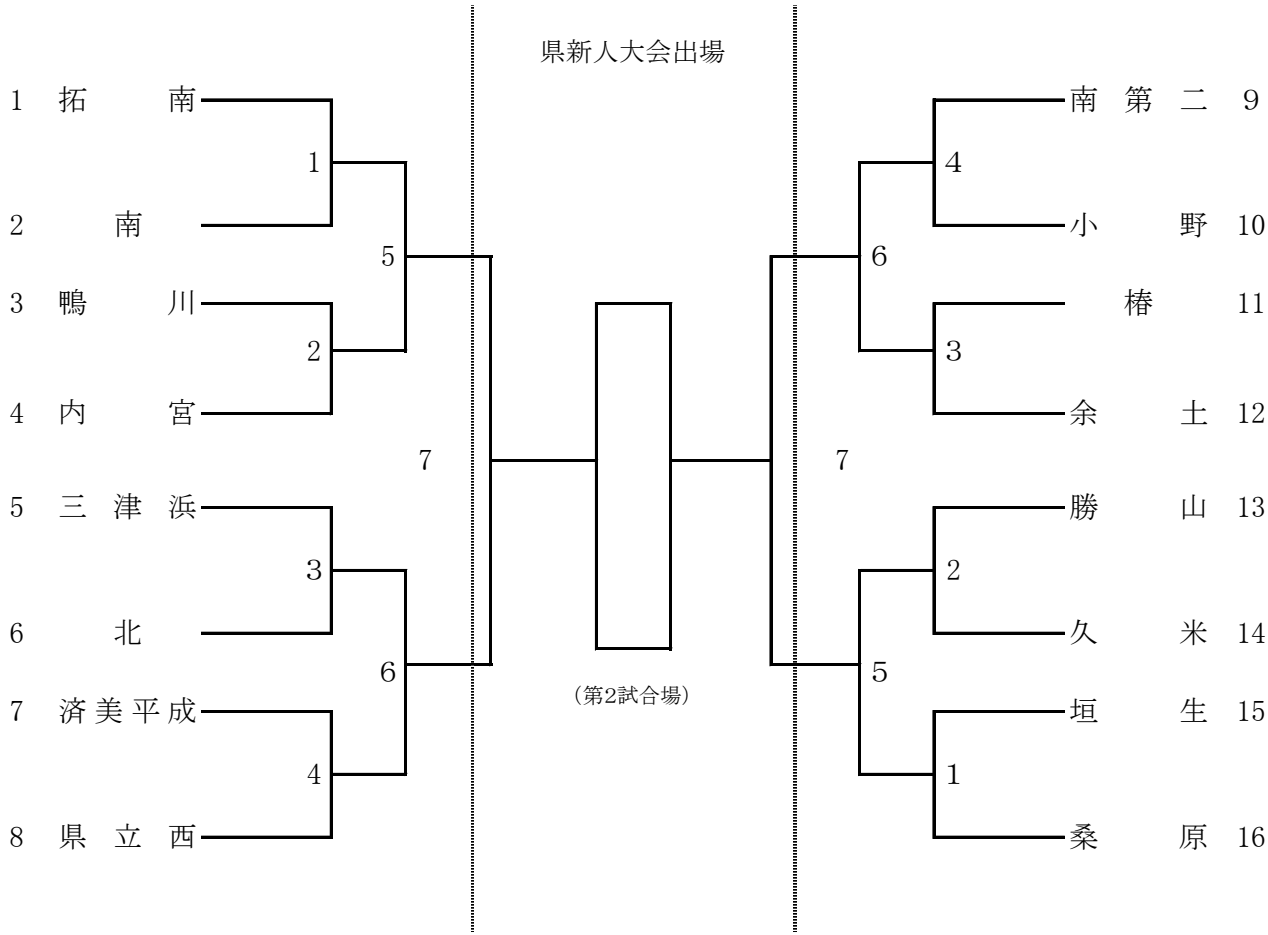 県新人大会出場
1 拓南
1
2 南
5
3 鴨川
2
4 内宮
7
5 三津浜
3
6 北
6
7 済美平成
4
8 県立西
(第2試合場)
南第二 9
4
小野 10
6
椿 11
3
余土 12
7
勝山 13
2
久米 14
5
垣生 15
1
桑原 16